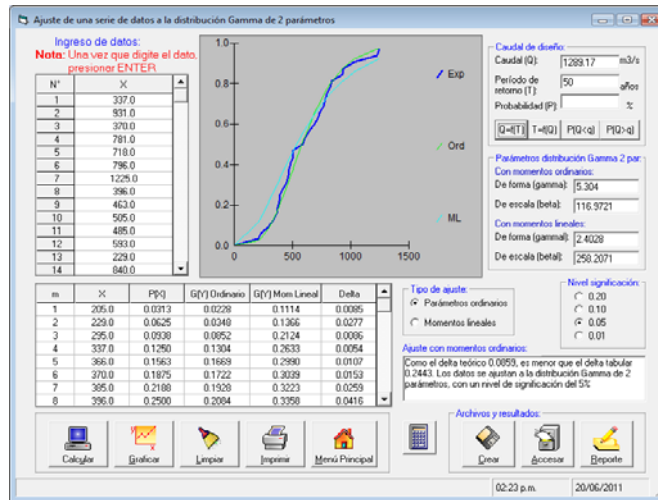 Ajuste de una serie de datos a la distribución Gamma de 2 parámetros
Ingreso de datos:
Nota: Una vez que digite el dato, presionar ENTER
N° X
1 337.0
2 931.0
3 370.0
4 781.0
5 718.0
6 796.0
7 1225.0
8 396.0
9 463.0
10 505.0
11 485.0
12 593.0
13 229.0
14 840.0
1.0
0.8
0.6
0.4
0.2
0.0
0 500 1000 1500
Exp
Ord
ML
Caudal de diseño:
Caudal (Q): 1289.17 m3/s
Período de retorno (T): 50 años
Probabilidad (P): %
Q=f(T) T=f(Q) P(Q<q) P(Q>q)
Parámetros distribución Gamma 2 par:
Con momentos ordinarios:
De forma (gamma): 5.304
De escala (beta): 116.9721
Con momentos lineales:
De forma (gamma): 2.4028
De escala (beta): 258.2071
m X P(X) G(Y) Ordinario G(Y) Mom Lineal Delta
1 205.0 0.0313 0.0228 0.1114 0.0085
2 229.0 0.0625 0.0348 0.1366 0.0277
3 295.0 0.0938 0.0852 0.2124 0.0086
4 337.0 0.1250 0.1304 0.2633 0.0054
5 366.0 0.1563 0.1669 0.2990 0.0107
6 370.0 0.1875 0.1722 0.3039 0.0153
7 385.0 0.2188 0.1928 0.3223 0.0259
8 396.0 0.2500 0.2084 0.3358 0.0416
Tipo de ajuste:
Parámetros ordinarios
Momentos lineales
Nivel significación:
0.20
0.10
0.05
0.01
Ajuste con momentos ordinarios:
Como el delta teórico 0.0859, es menor que el delta tabular
0.2443. Los datos se ajustan a la distribución Gamma de 2
parámetros, con un nivel de significación del 5%
Calcular Graficar Limpiar Imprimir Menú Principal
Archivos y resultados:
Crear Accesar Reporte
02:23 p.m. 20/06/2011